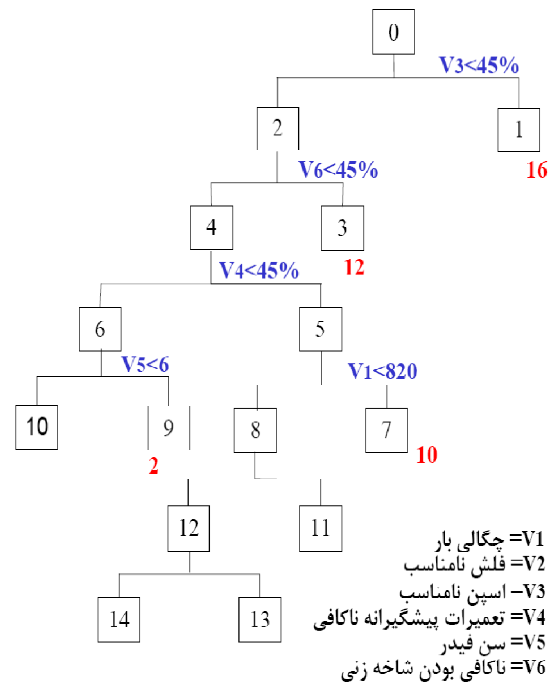 0
V3<45%
2
1
16
V6<45%
4
3
12
V4<45%
6
5
V5<6
V1<820
10
9
8
7
2
10
12
11
14
13
V1= چگالی بار
V2= فلش نامناسب
V3– اسپن نامناسب
V4= تعمیرات پیشگیرانه ناکافی
V5= سن فیدر
V6= ناکافی بودن شاخه زنی